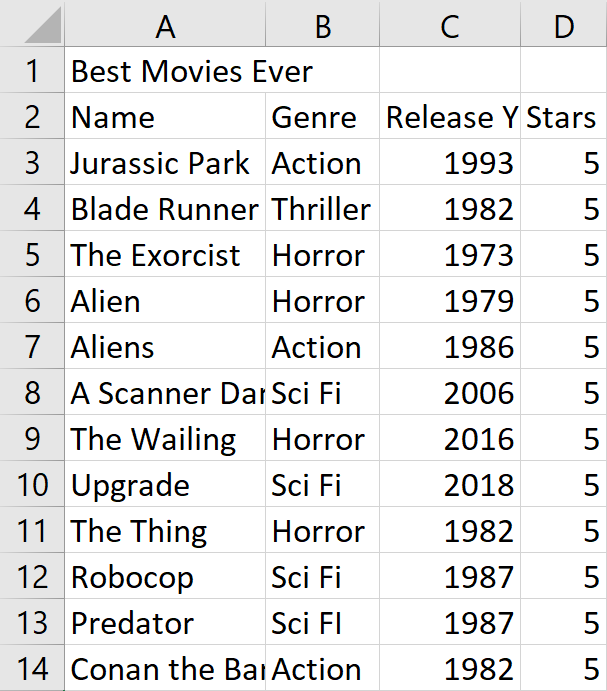 A B C D
1 Best Movies Ever
2 Name Genre Release Y Stars
3 Jurassic Park Action 1993 5
4 Blade Runner Thriller 1982 5
5 The Exorcist Horror 1973 5
6 Alien Horror 1979 5
7 Aliens Action 1986 5
8 A Scanner Dar Sci Fi 2006 5
9 The Wailing Horror 2016 5
10 Upgrade Sci Fi 2018 5
11 The Thing Horror 1982 5
12 Robocop Sci Fi 1987 5
13 Predator Sci FI 1987 5
14 Conan the Bar Action 1982 5